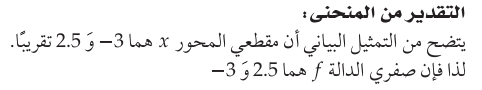 التقدير من المنحنى:
يتضح من التمثيل البياني أن مقطعي المحور x هما 3− وَ 2.5 تقريبًا.
لذا فإن صفري الدالة f هما 2.5 وَ 3−